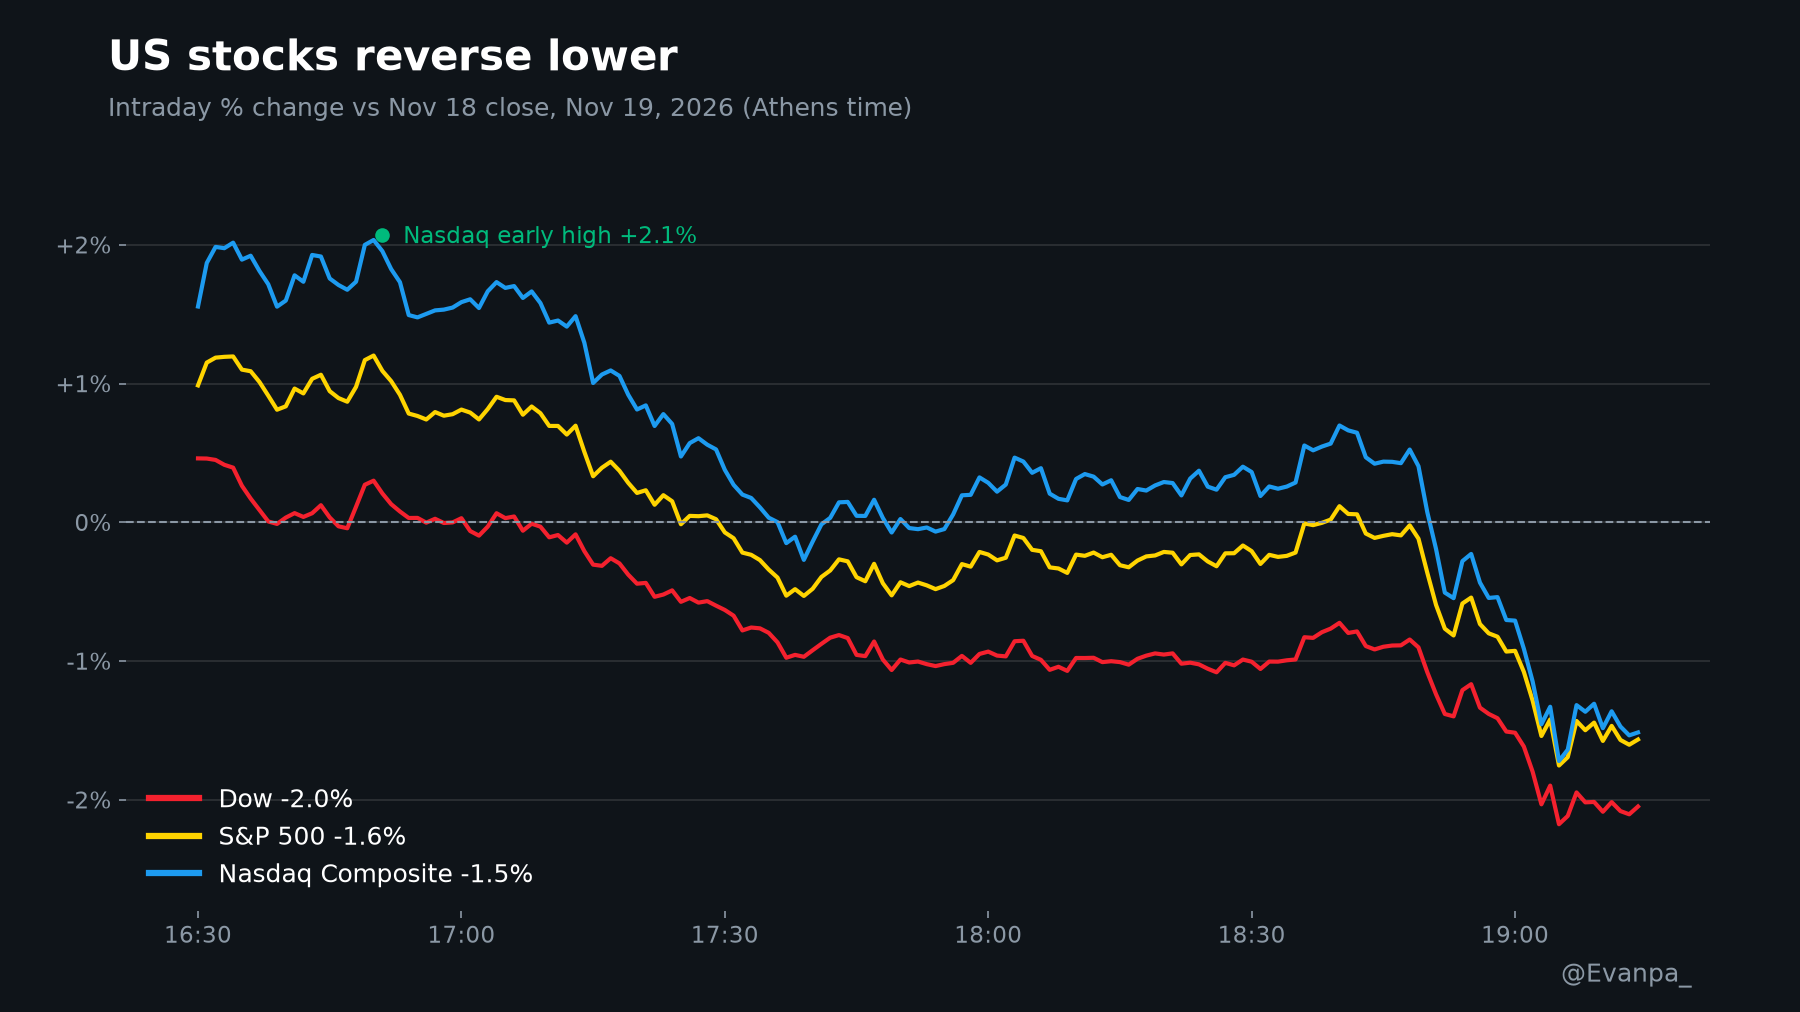 US stocks reverse lower
Intraday % change vs Nov 18 close, Nov 19, 2026 (Athens time)
Nasdaq early high +2.1%
+2%
+1%
0%
-1%
-2%
Dow -2.0%
S&P 500 -1.6%
Nasdaq Composite -1.5%
16:30 17:00 17:30 18:00 18:30 19:00
@Evanpa_